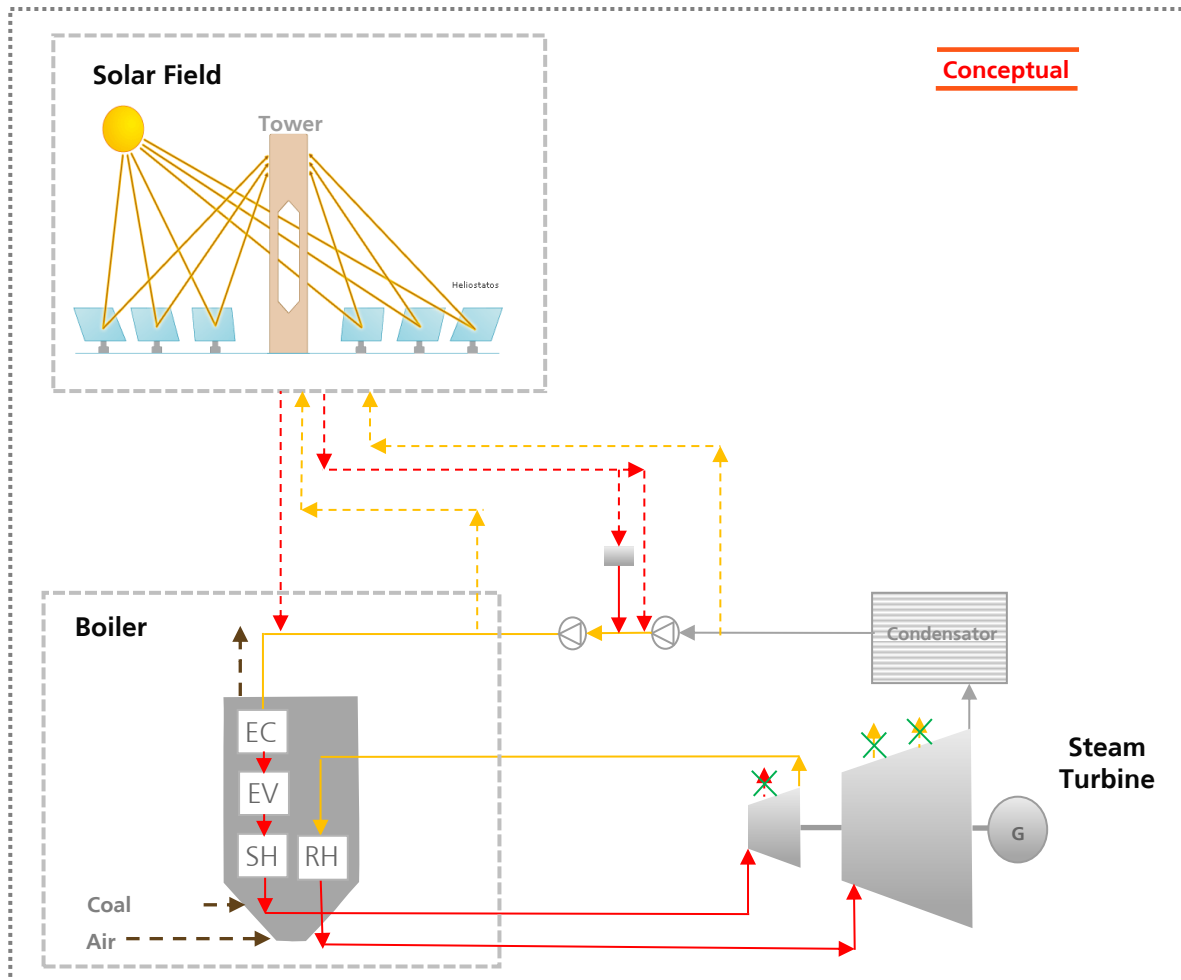 Solar Field
Conceptual
Tower
Heliostatos
Boiler
Condensator
EC
EV
SH
RH
Steam
Turbine
G
Coal
Air